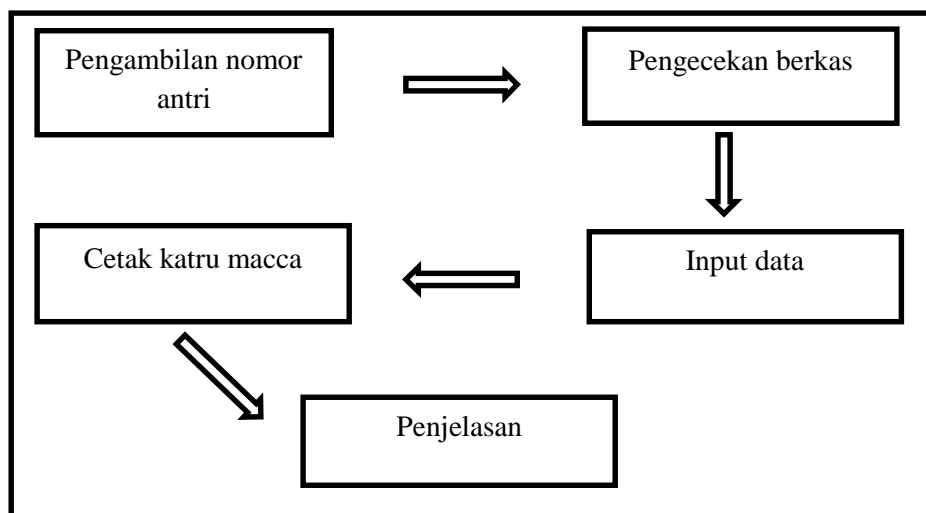 Pengambilan nomor
antri
Pengecekan berkas
Input data
Cetak katru macca
Penjelasan